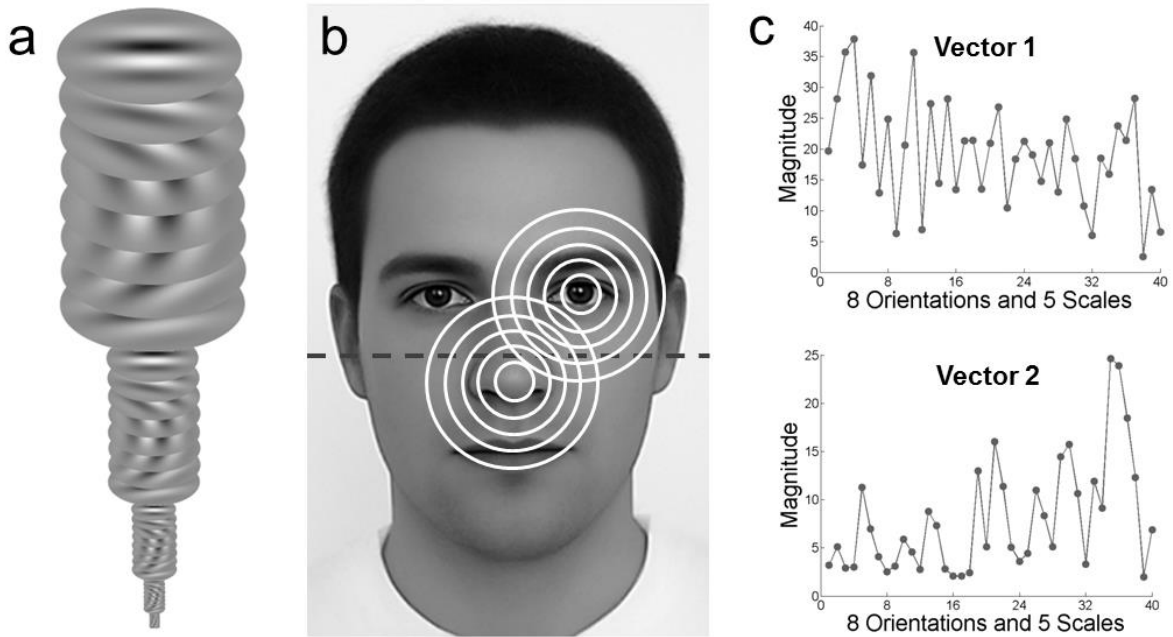 a
b
c
Vector 1
Magnitude
40
35
30
25
20
15
10
5
0
0 8 16 24 32 40
8 Orientations and 5 Scales
Vector 2
Magnitude
25
20
15
10
5
0
0 8 16 24 32 40
8 Orientations and 5 Scales